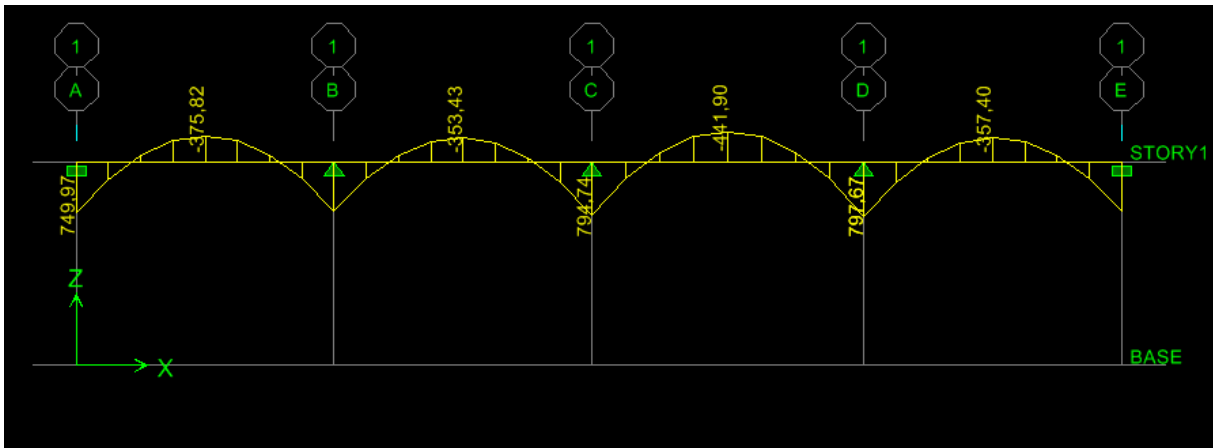 1 1 1 1 1
A B C D E
-375,82 -353,43 -441,90 -357,40
STORY1
749,97 794,74 797,67
Z
X
BASE